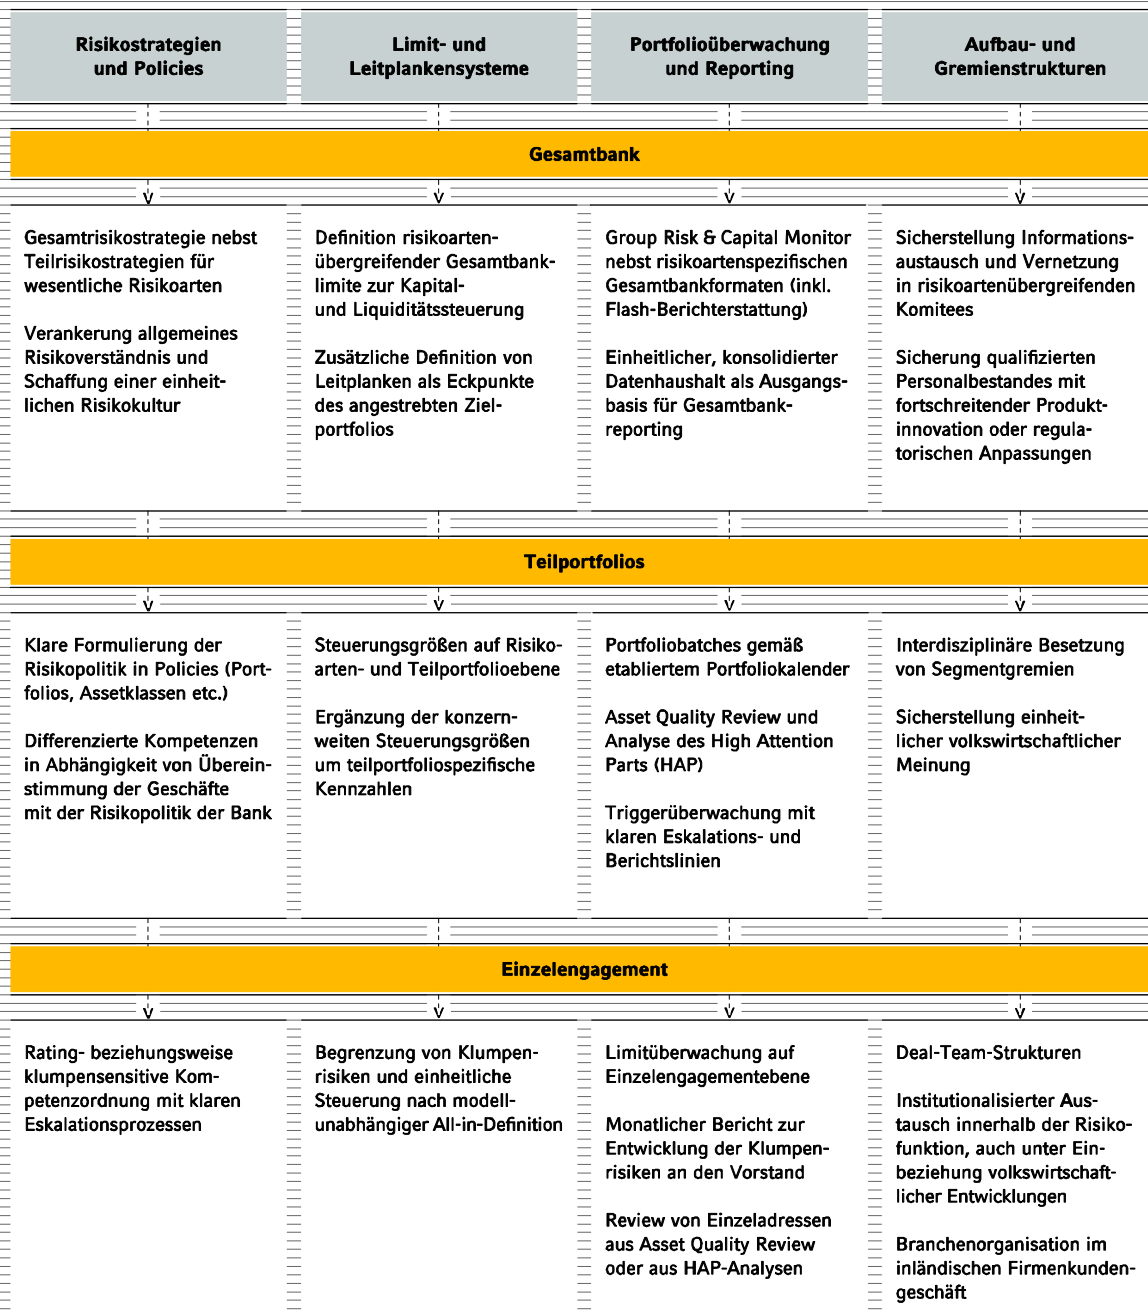 Risikostrategien
und Policies
Limit- und
Leitplankensysteme
Portfolioüberwachung
und Reporting
Aufbau- und
Gremienstrukturen
Gesamtbank
Gesamtrisikostrategie nebst
Teilrisikostrategien für
wesentliche Risikoarten
Verankerung allgemeines
Risikoverständnis und
Schaffung einer einheit-
lichen Risikokultur
Definition risikoarten-
übergreifender Gesamtbank-
limite zur Kapital-
und Liquiditätssteuerung
Zusätzliche Definition von
Leitplanken als Eckpunkte
des angestrebten Ziel-
portfolios
Group Risk & Capital Monitor
nebst risikoartenspezifischen
Gesamtbankformaten (inkl.
Flash-Berichterstattung)
Einheitlicher, konsolidierter
Datenhaushalt als Ausgangs-
basis für Gesamtbank-
reporting
Sicherstellung Informations-
austausch und Vernetzung
in risikoartenübergreifenden
Komitees
Sicherung qualifizierten
Personalbestandes mit
fortschreitender Produkt-
innovation oder regula-
torischen Anpassungen
Teilportfolios
Klare Formulierung der
Risikopolitik in Policies (Port-
folios, Assetklassen etc.)
Differenzierte Kompetenzen
in Abhängigkeit von Überein-
stimmung der Geschäfte
mit der Risikopolitik der Bank
Steuerungsgrößen auf Risiko-
arten- und Teilportfolioebene
Ergänzung der konzern-
weiten Steuerungsgrößen
um teilportfoliospezifische
Kennzahlen
Portfoliobatches gemäß
etabliertem Portfoliokalender
Asset Quality Review und
Analyse des High Attention
Parts (HAP)
Triggerüberwachung mit
klaren Eskalations- und
Berichtslinien
Interdisziplinäre Besetzung
von Segmentgremien
Sicherstellung einheit-
licher volkswirtschaftlicher
Meinung
Einzelengagement
Rating- beziehungsweise
klumpensensitive Kom-
petenzordnung mit klaren
Eskalationsprozessen
Begrenzung von Klumpen-
risiken und einheitliche
Steuerung nach modell-
unabhängiger All-in-Definition
Limitüberwachung auf
Einzelengagementebene
Monatlicher Bericht zur
Entwicklung der Klumpen-
risiken an den Vorstand
Review von Einzeladressen
aus Asset Quality Review
oder aus HAP-Analysen
Deal-Team-Strukturen
Institutionalisierter Aus-
tausch innerhalb der Risiko-
funktion, auch unter Ein-
beziehung volkswirtschaft-
licher Entwicklungen
Branchenorganisation im
inländischen Firmenkunden-
geschäft